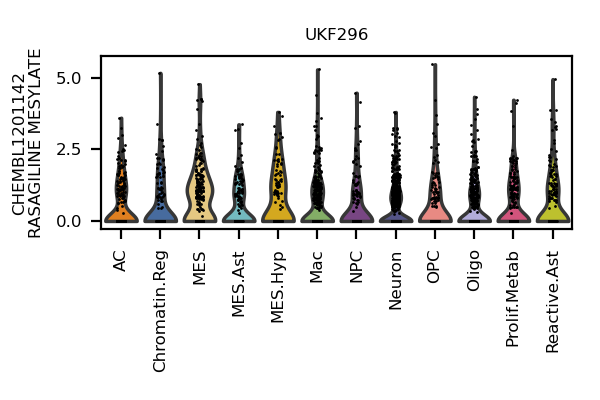 UKF296
CHEMBL1201142
RASAGILINE MESYLATE
5.0
2.5
0.0
AC
Chromatin.Reg
MES
MES.Ast
MES.Hyp
Mac
NPC
Neuron
OPC
Oligo
Prolif.Metab
Reactive.Ast